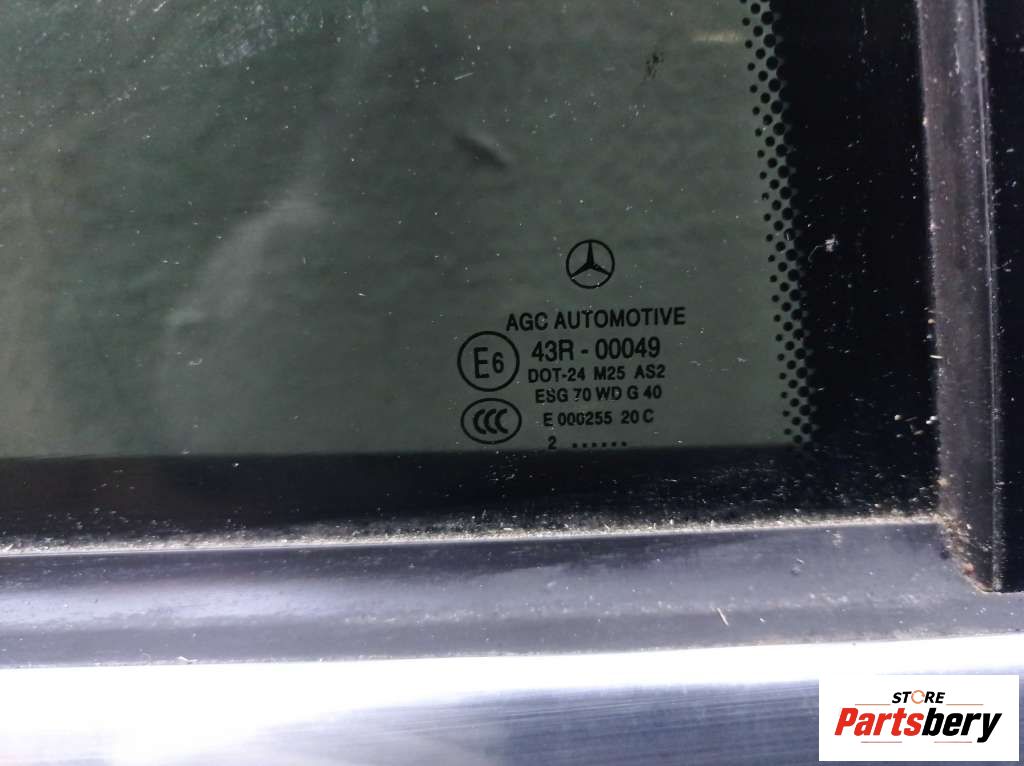 AGC AUTOMOTIVE
E6 43R - 00049
DOT-24 M25 AS2
ESG 70 WD G 40
CCC E 000255 20 C
2 ......
STORE
Partsbery